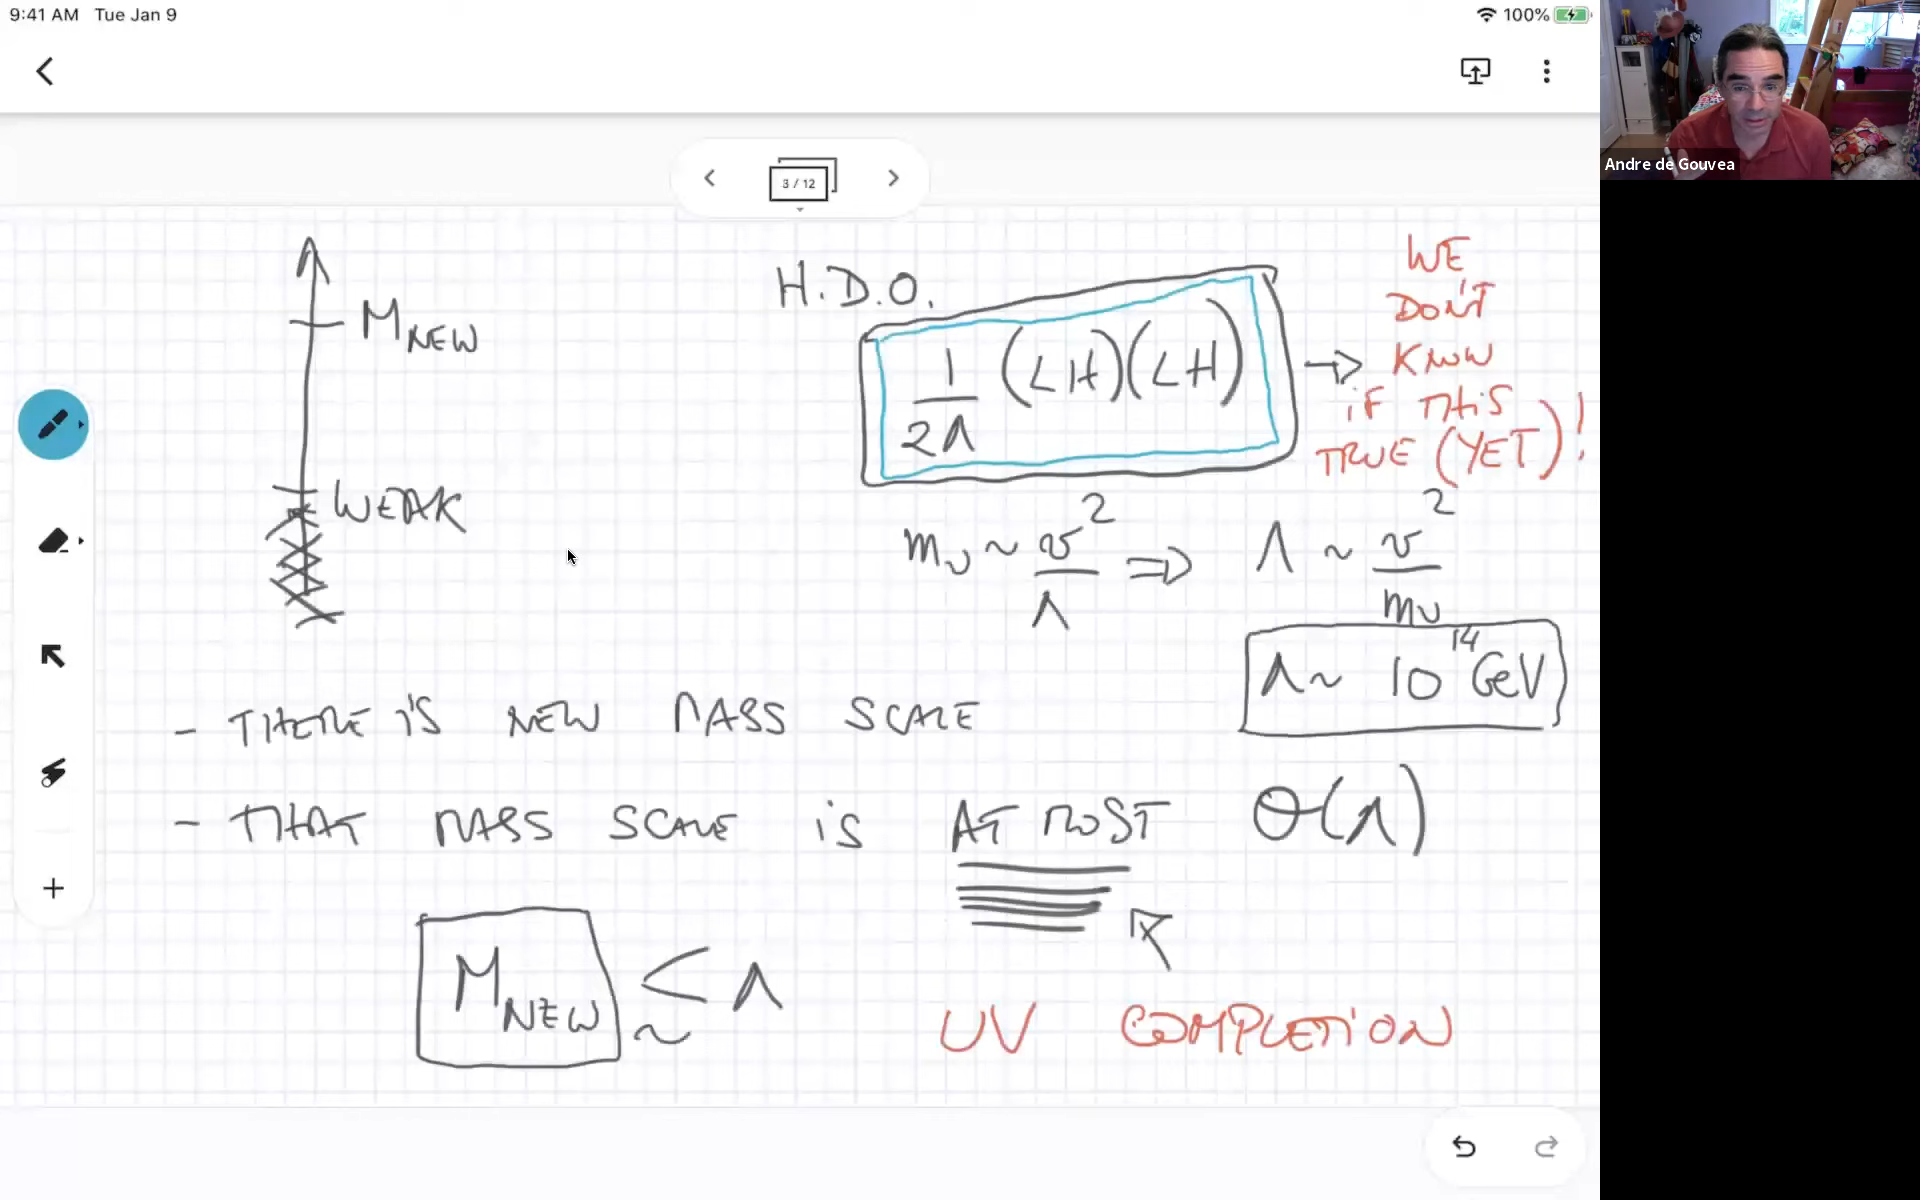 9:41 AM Tue Jan 9
100%
Andre de Gouvea
3 / 12
M_NEW
WEAK
H.D.O.
1/2Λ (LH)(LH)
→ WE
DON'T
KNOW
iF THiS
TRUE (YET)!
m_ν ~ v²/Λ ⇒ Λ ~ v²/m_ν
Λ ~ 10¹⁴ GeV
- THERE iS NEW MASS SCALE
- THAT MASS SCALE iS AT MOST O(Λ)
M_NEW ≲ Λ
UV COMPLETiON